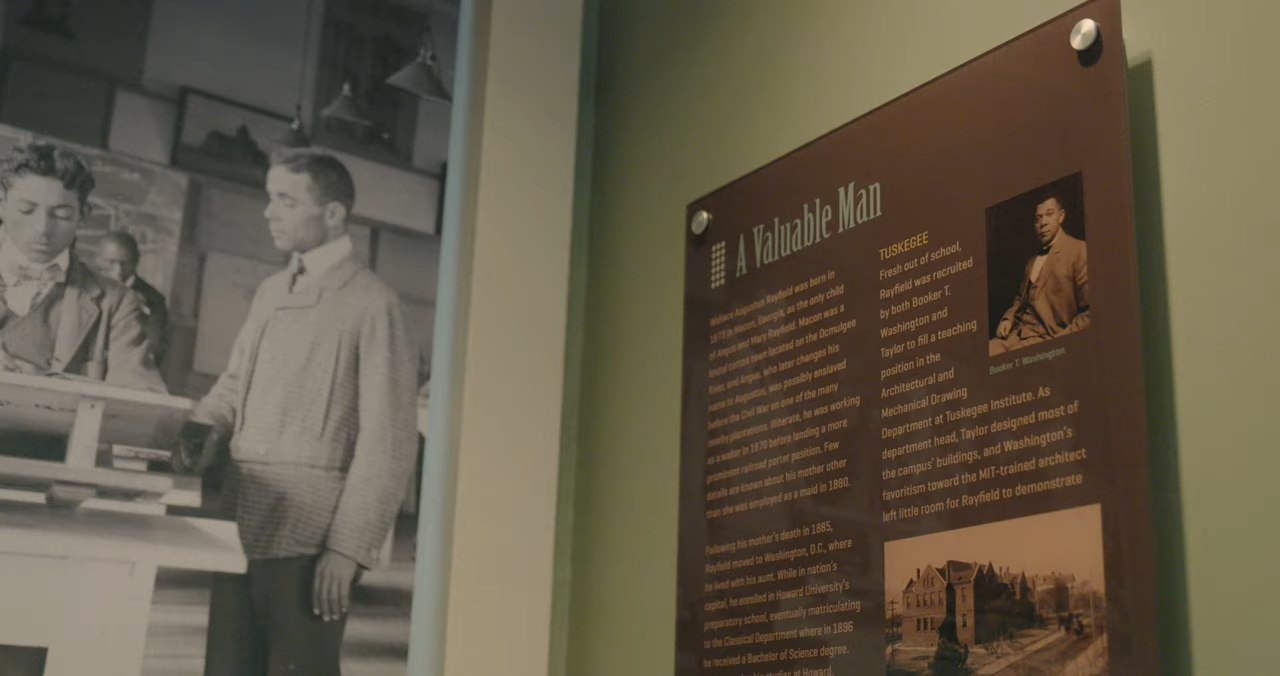 A Valuable Man
Wallace Augustus Rayfield was born in
1873 in Macon, Georgia, as the only child
of Angus and Mary Rayfield. Macon was a
brutal cotton town located on the Ocmulgee
River, and Angus, who later changes his
name to Augustus, was possibly enslaved
before the Civil War on one of the many
nearby plantations. Illiterate, he was working
as a waiter in 1870 before landing a more
prominent railroad porter position. Few
details are known about his mother other
than she was employed as a maid in 1880.
Following his mother's death in 1885,
Rayfield moved to Washington, D.C., where
he lived with his aunt. While in nation's
capital, he enrolled in Howard University's
preparatory school, eventually matriculating
to the Classical Department where in 1896
he received a Bachelor of Science degree.
his studies at Howard,
TUSKEGEE
Fresh out of school,
Rayfield was recruited
by both Booker T.
Washington and
Taylor to fill a teaching
position in the
Architectural and
Mechanical Drawing
Department at Tuskegee Institute. As
department head, Taylor designed most of
the campus' buildings, and Washington's
favoritism toward the MIT-trained architect
left little room for Rayfield to demonstrate
Booker T. Washington